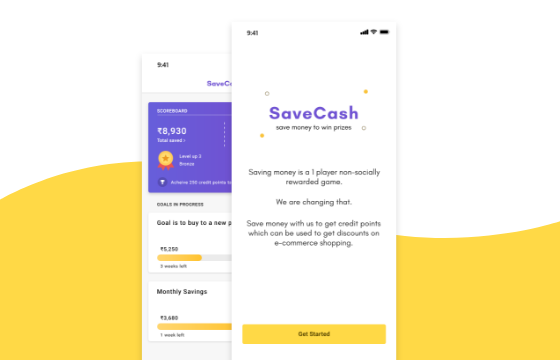 9:41
SaveCa
SCOREBOARD
₹8,930
Total saved ›
Level up 2
Bronze
Achieve 250 credit points to
GOALS IN PROGRESS
Goal is to buy to a new p
₹5,250
3 weeks left
Monthly Savings
₹3,680
1 week left
9:41
SaveCash
save money to win prizes
Saving money is a 1 player non-socially
rewarded game.
We are changing that.
Save money with us to get credit points
which can be used to get discounts on
e-commerce shopping.
Get Started